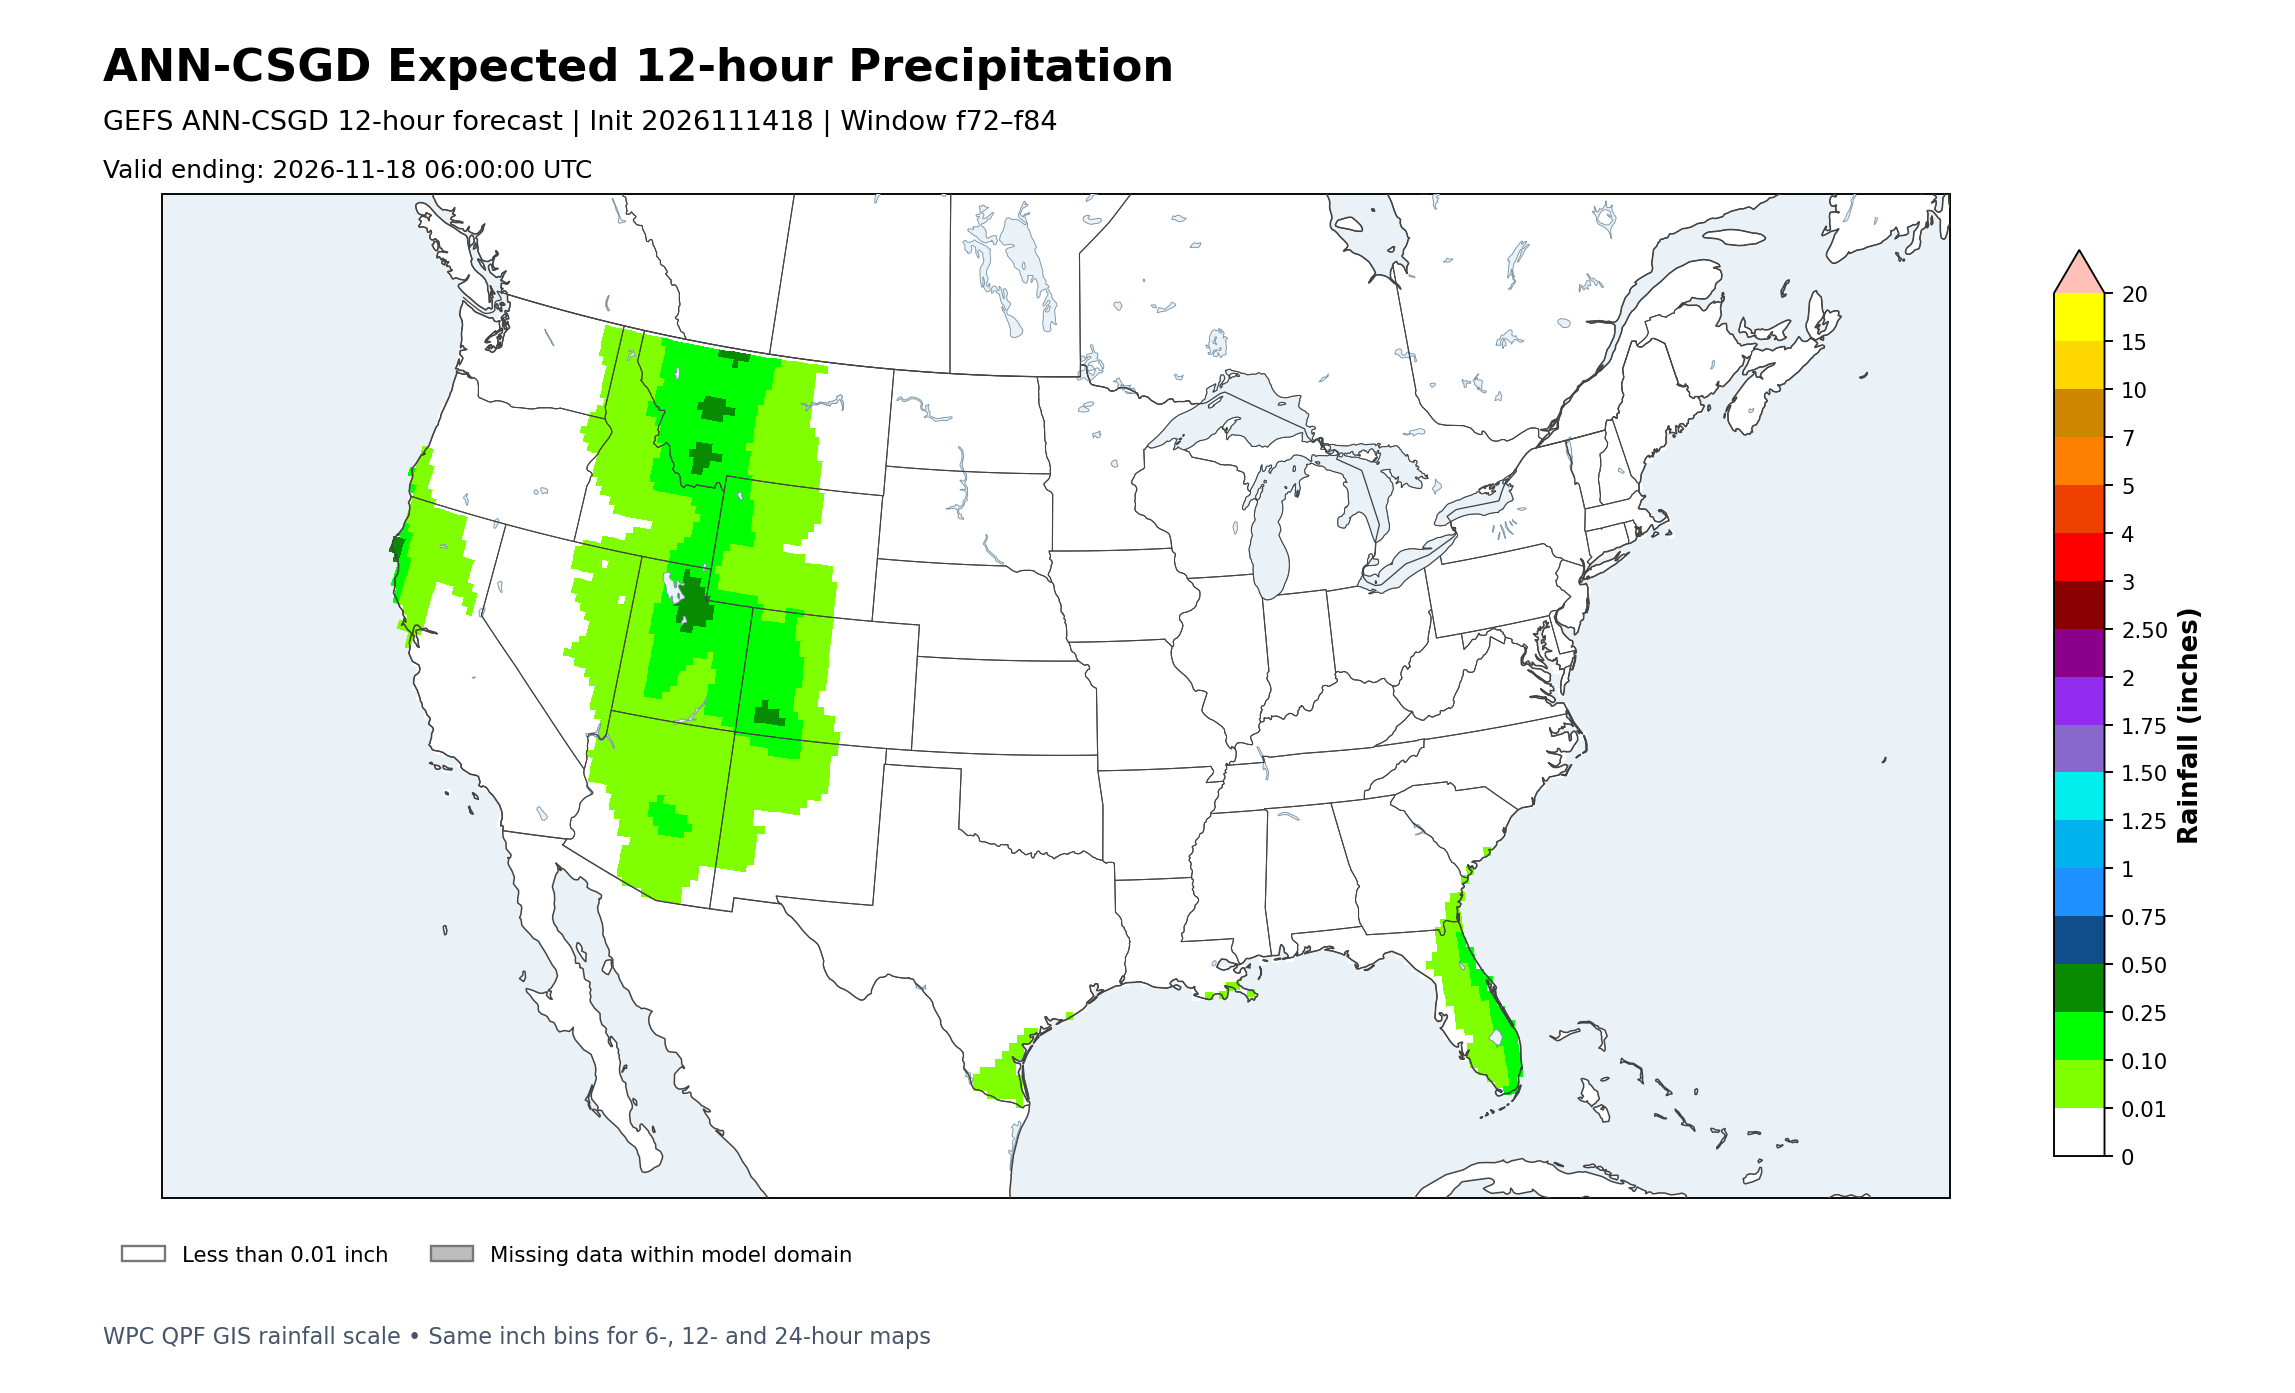 ANN-CSGD Expected 12-hour Precipitation
GEFS ANN-CSGD 12-hour forecast | Init 2026111418 | Window f72–f84
Valid ending: 2026-11-18 06:00:00 UTC
20
15
10
7
5
4
3
2.50
2
1.75
1.50
1.25
1
0.75
0.50
0.25
0.10
0.01
0
Rainfall (inches)
Less than 0.01 inch
Missing data within model domain
WPC QPF GIS rainfall scale • Same inch bins for 6-, 12- and 24-hour maps